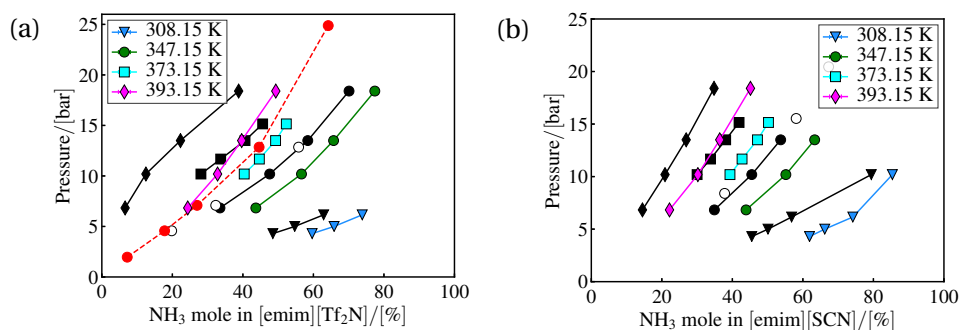 (a)
25
20
15
10
5
0
Pressure/[bar]
308.15 K
347.15 K
373.15 K
393.15 K
0 20 40 60 80 100
NH₃ mole in [emim][Tf₂N]/[%]
(b)
25
20
15
10
5
0
Pressure/[bar]
308.15 K
347.15 K
373.15 K
393.15 K
0 20 40 60 80 100
NH₃ mole in [emim][SCN]/[%]